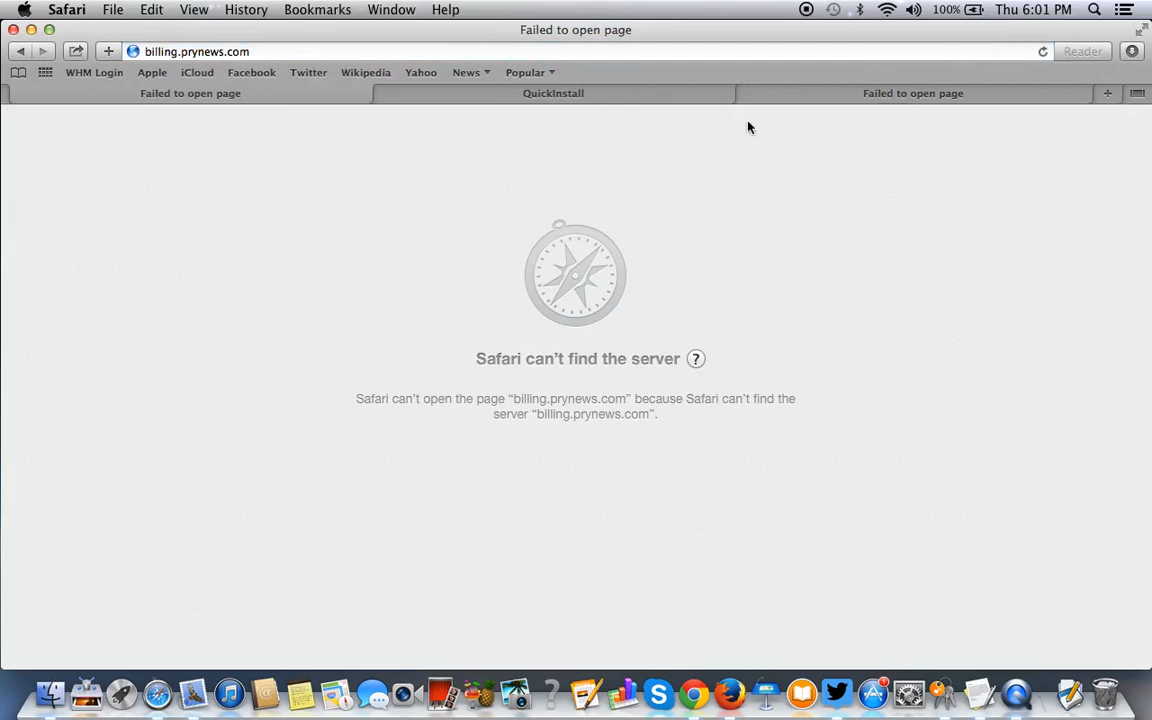 Safari File Edit View History Bookmarks Window Help 100% Thu 6:01 PM
Failed to open page
billing.prynews.com Reader
WHM Login Apple iCloud Facebook Twitter Wikipedia Yahoo News Popular
Failed to open page QuickInstall Failed to open page
Safari can’t find the server ?
Safari can’t open the page “billing.prynews.com” because Safari can’t find the
server “billing.prynews.com”.